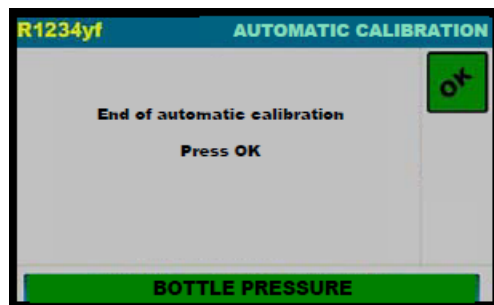 R1234yf AUTOMATIC CALIBRATION
OK
End of automatic calibration
Press OK
BOTTLE PRESSURE